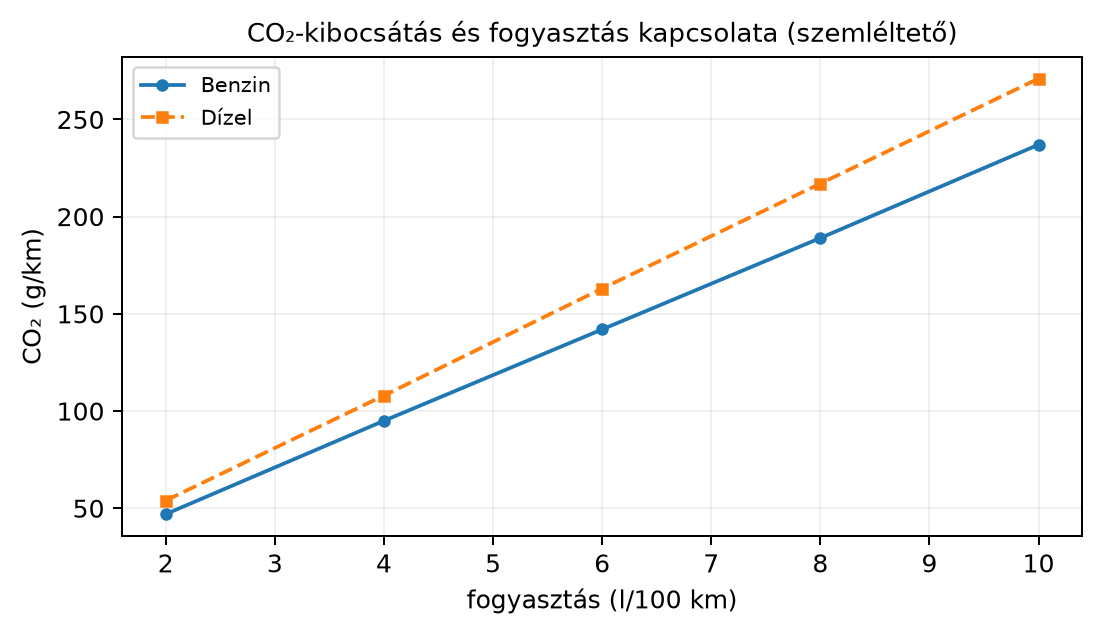 CO₂-kibocsátás és fogyasztás kapcsolata (szemléltető)
Benzin
Dízel
CO₂ (g/km)
250
200
150
100
50
2 3 4 5 6 7 8 9 10
fogyasztás (l/100 km)